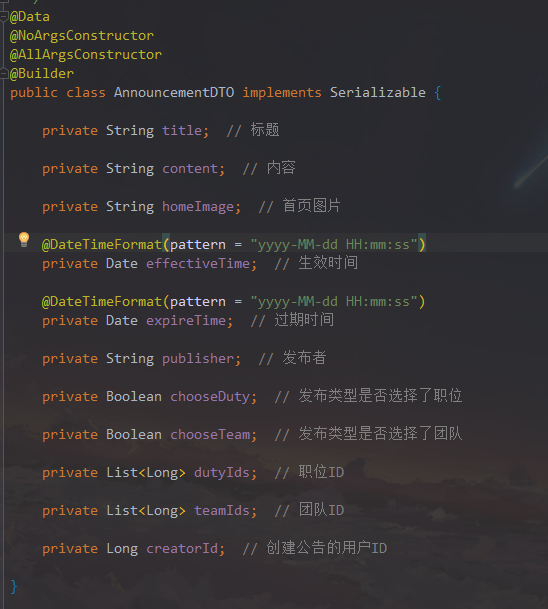 @Data
@NoArgsConstructor
@AllArgsConstructor
@Builder
public class AnnouncementDTO implements Serializable {
private String title;  // 标题
private String content;  // 内容
private String homeImage;  // 首页图片
@DateTimeFormat(pattern = "yyyy-MM-dd HH:mm:ss")
private Date effectiveTime;  // 生效时间
@DateTimeFormat(pattern = "yyyy-MM-dd HH:mm:ss")
private Date expireTime;  // 过期时间
private String publisher;  // 发布者
private Boolean chooseDuty;  // 发布类型是否选择了职位
private Boolean chooseTeam;  // 发布类型是否选择了团队
private List<Long> dutyIds;  // 职位ID
private List<Long> teamIds;  // 团队ID
private Long creatorId;  // 创建公告的用户ID
}